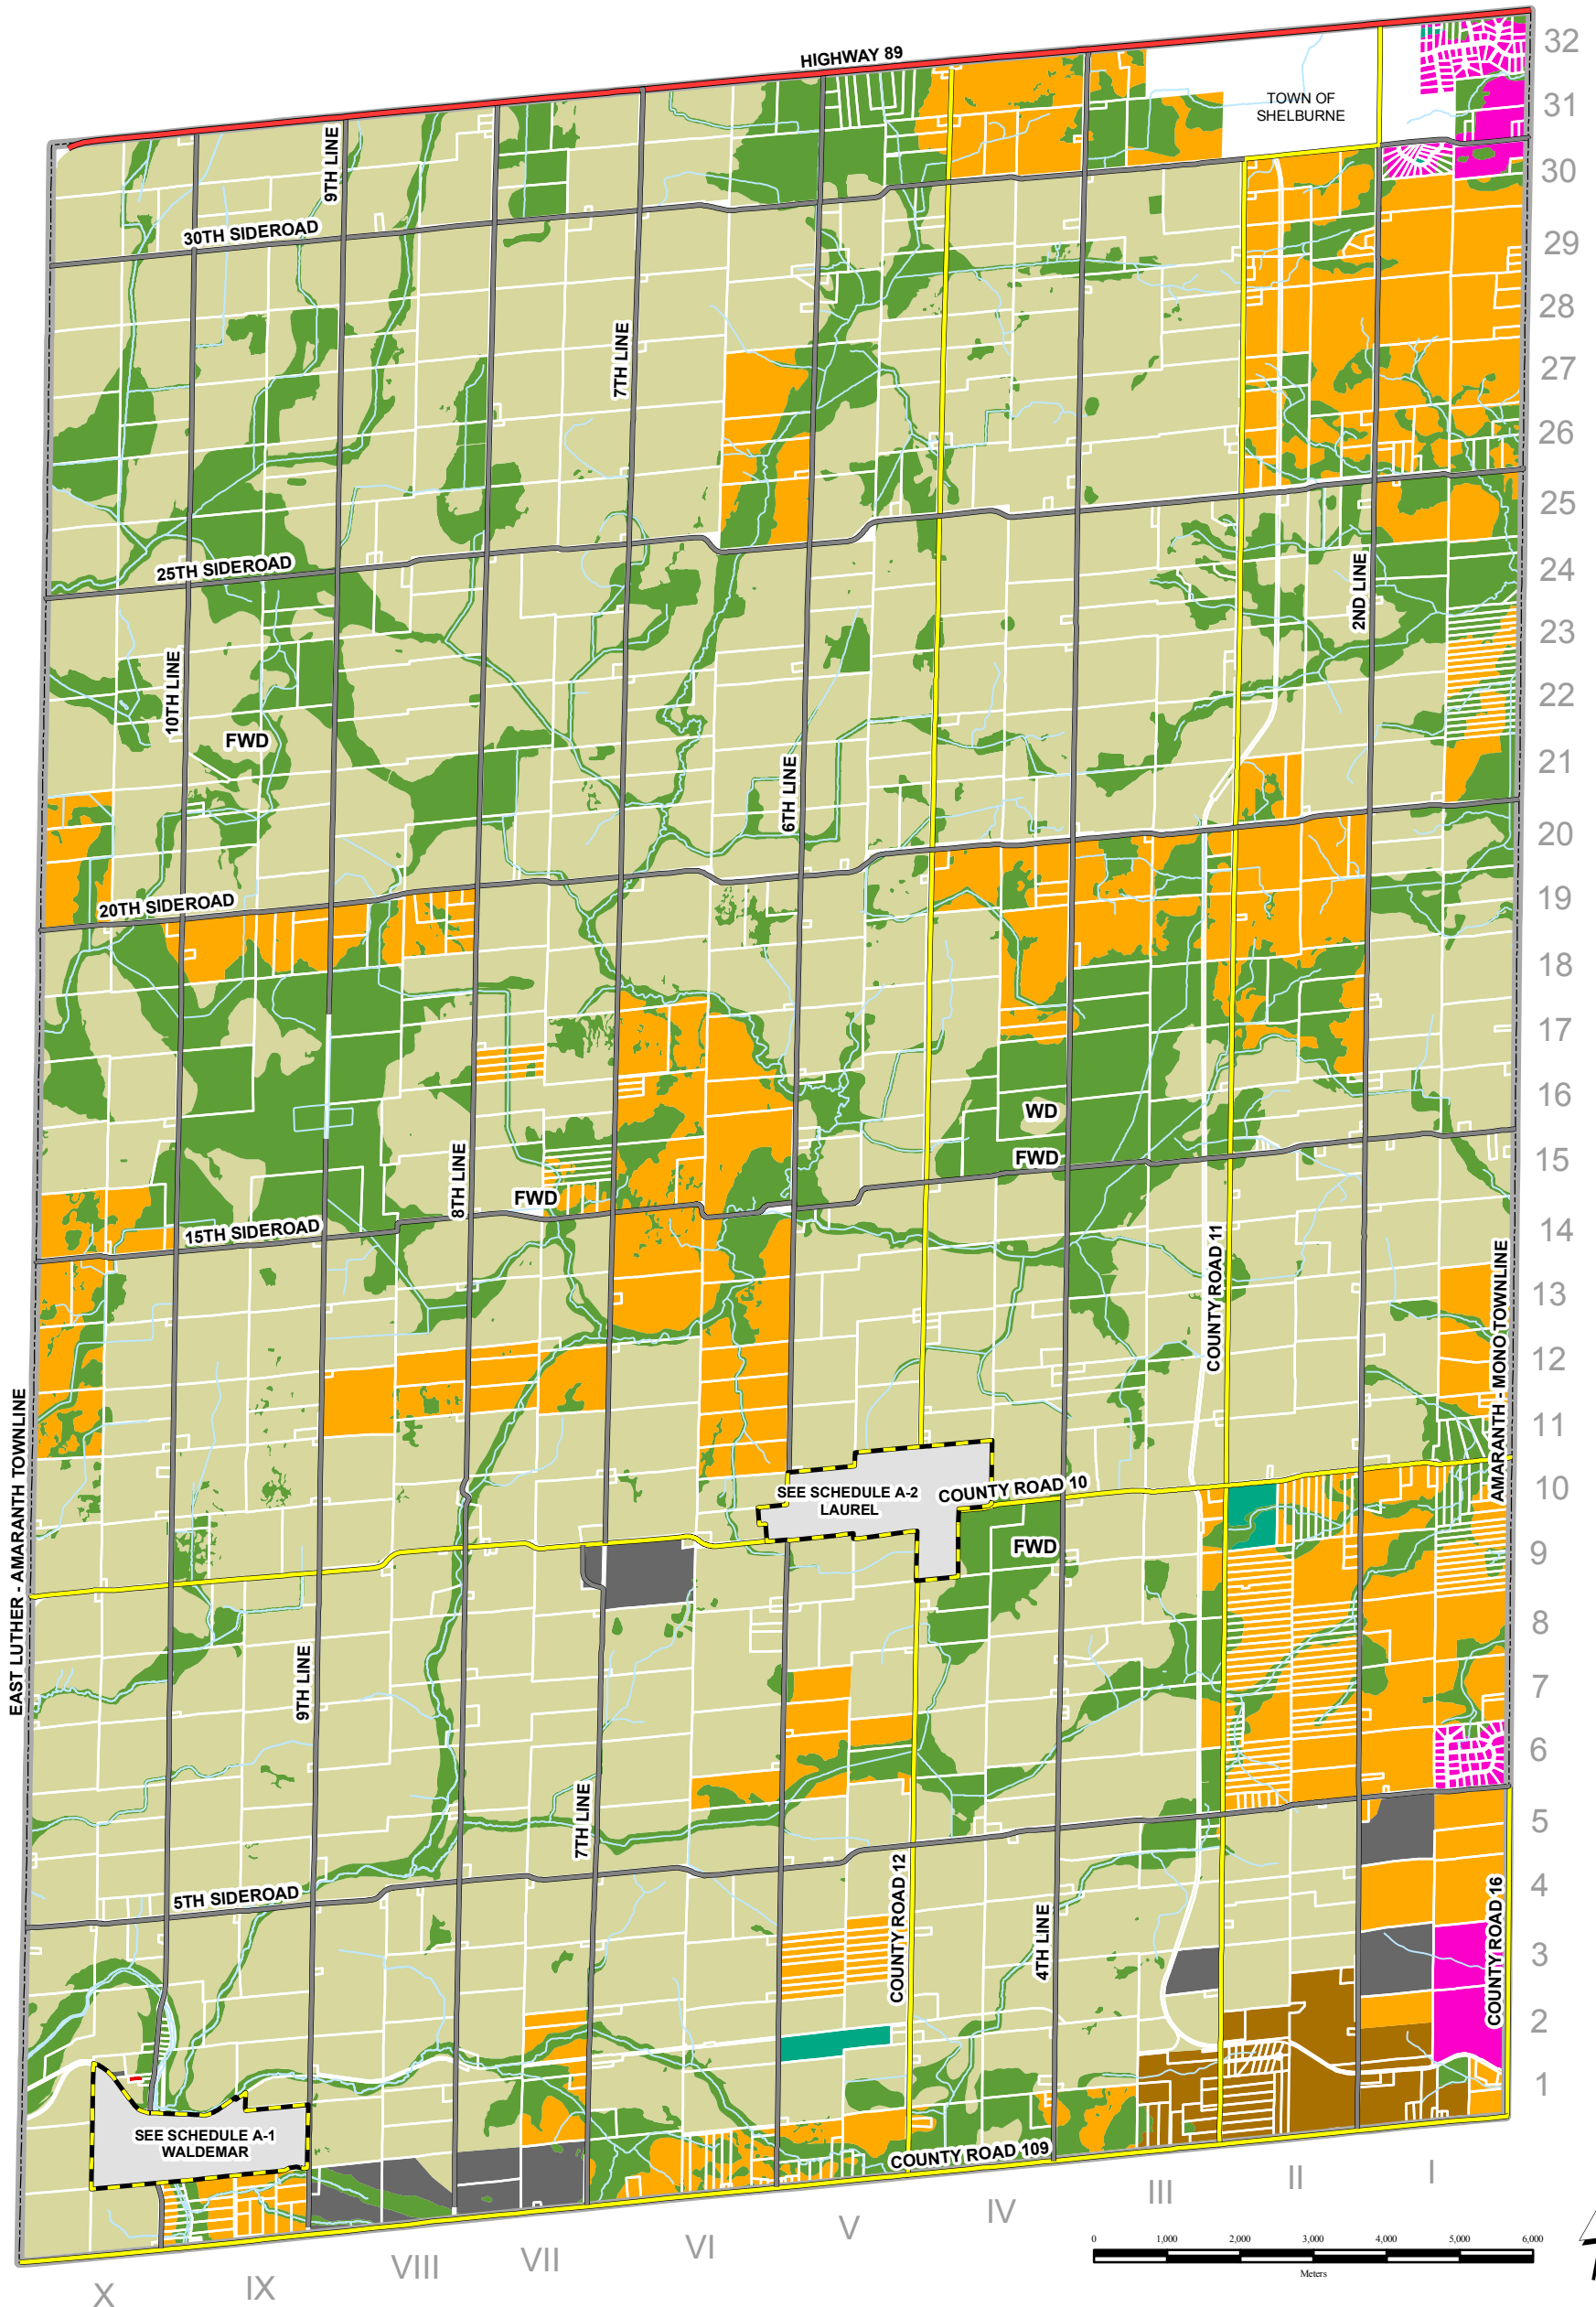 HIGHWAY 89
32
TOWN OF
SHELBURNE
31
9TH LINE
30
30TH SIDEROAD
29
28
7TH LINE
27
26
25
25TH SIDEROAD
24
2ND LINE
23
10TH LINE
22
FWD
21
6TH LINE
20
20TH SIDEROAD
19
18
17
WD
16
FWD
15
8TH LINE
FWD
15TH SIDEROAD
14
COUNTY ROAD 11
AMARANTH - MONO TOWNLINE
13
12
EAST LUTHER - AMARANTH TOWNLINE
11
SEE SCHEDULE A-2
LAUREL
COUNTY ROAD 10
10
FWD
9
8
9TH LINE
7
6
7TH LINE
5
5TH SIDEROAD
COUNTY ROAD 12
4TH LINE
COUNTY ROAD 16
4
3
2
1
SEE SCHEDULE A-1
WALDEMAR
COUNTY ROAD 109
I
II
III
IV
V
VI
VII
VIII
IX
X
0 1,000 2,000 3,000 4,000 5,000 6,000
Meters